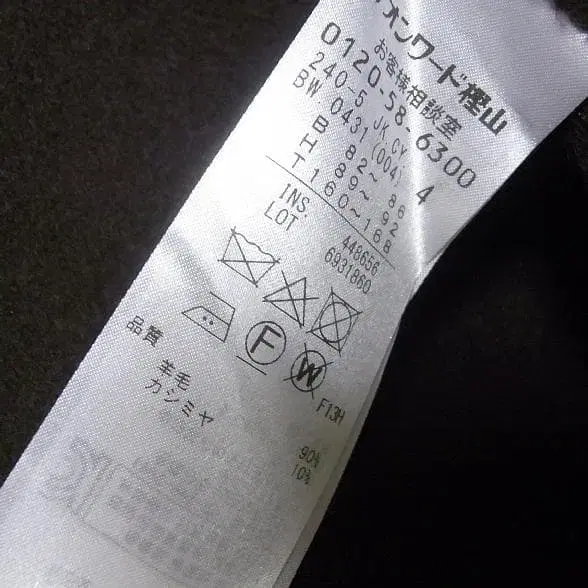 オンワード樫山
お客様相談室
0120-58-6300
240-5 JK.CY. 4
BW. 0431(004)
B 82~ 86
H 89~ 92
T 160~168
INS. 448656
LOT 6931860
F
W
F13H
品質
羊毛 90%
カシミヤ 10%